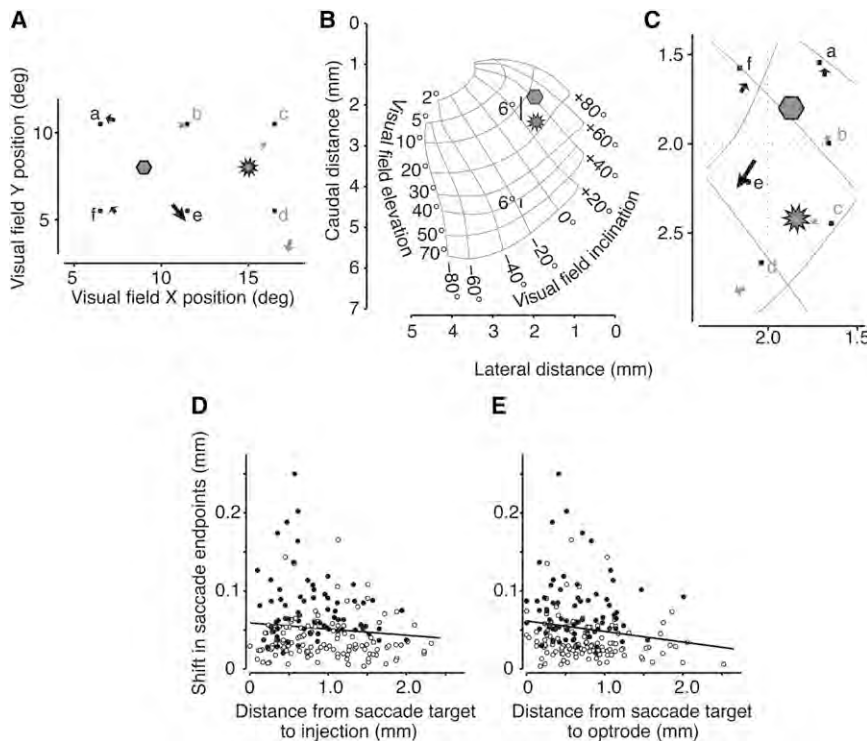 A
Visual field Y position (deg)
10
5
a
b
c
f
e
d
5
10
15
Visual field X position (deg)
B
Caudal distance (mm)
0
1
2
3
4
5
6
7
2°
5°
10°
20°
30°
40°
50°
70°
Visual field elevation
6°
6°
+80°
+60°
+40°
+20°
0°
−20°
−40°
−60°
−80°
Visual field inclination
5 4 3 2 1 0
Lateral distance (mm)
C
1.5
2.0
2.5
f
a
b
e
c
d
2.0 1.5
D
Shift in saccade endpoints (mm)
0.2
0.1
0
0 1.0 2.0
Distance from saccade target
to injection (mm)
E
0.2
0.1
0
0 1.0 2.0
Distance from saccade target
to optrode (mm)